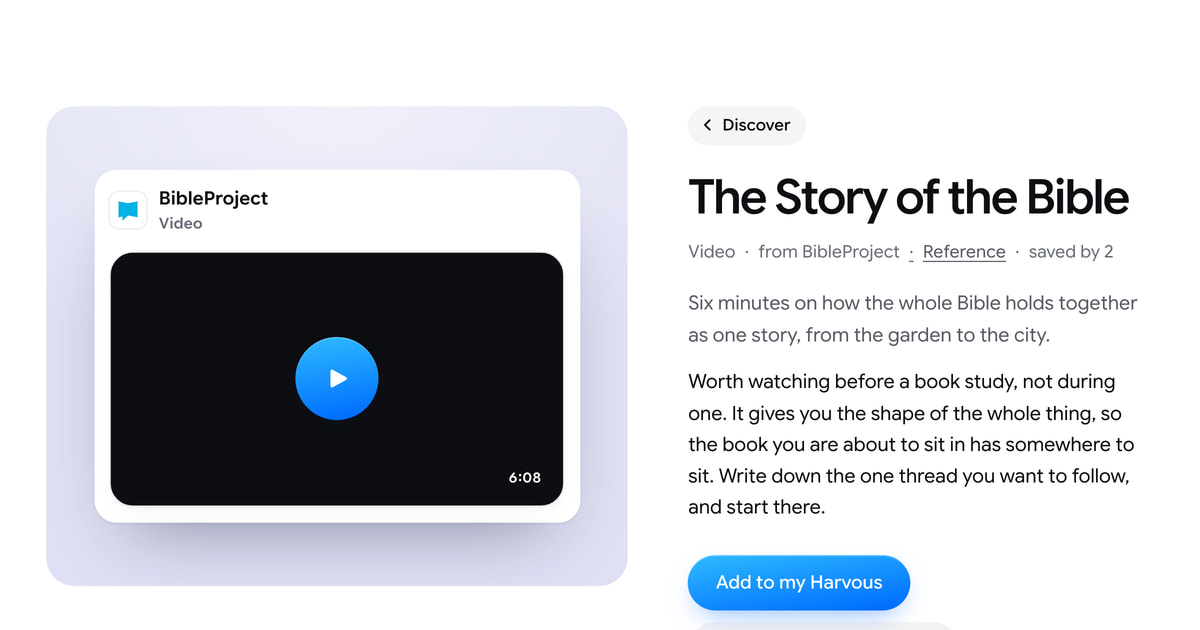 BibleProject
Video
6:08
Discover
The Story of the Bible
Video · from BibleProject · Reference · saved by 2
Six minutes on how the whole Bible holds together
as one story, from the garden to the city.
Worth watching before a book study, not during
one. It gives you the shape of the whole thing, so
the book you are about to sit in has somewhere to
sit. Write down the one thread you want to follow,
and start there.
Add to my Harvous